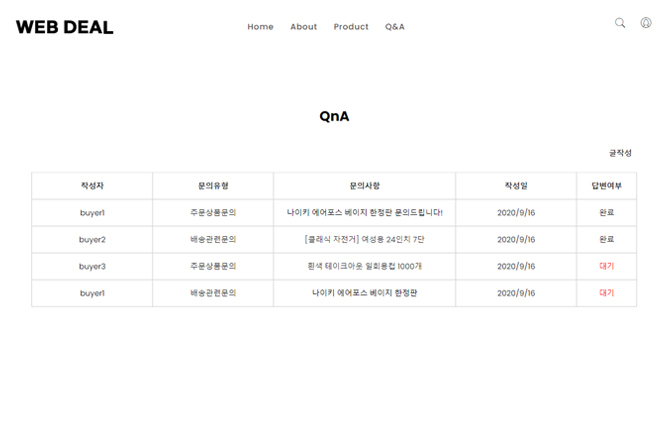 WEB DEAL Home About Product Q&A
QnA
글작성
작성자 문의유형 문의사항 작성일 답변여부
buyer1 주문상품문의 나이키 에어포스 베이지 한정판 문의드립니다! 2020/9/16 완료
buyer2 배송관련문의 [클래식 자전거] 여성용 24인치 7단 2020/9/16 완료
buyer3 주문상품문의 흰색 테이크아웃 일회용컵 1000개 2020/9/16 대기
buyer1 배송관련문의 나이키 에어포스 베이지 한정판 2020/9/16 대기